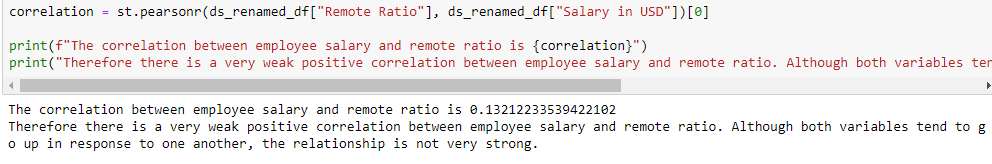 correlation = st.pearsonr(ds_renamed_df["Remote Ratio"], ds_renamed_df["Salary in USD"])[0]
print(f"The correlation between employee salary and remote ratio is {correlation}")
print("Therefore there is a very weak positive correlation between employee salary and remote ratio. Although both variables ten
The correlation between employee salary and remote ratio is 0.13212233539422102
Therefore there is a very weak positive correlation between employee salary and remote ratio. Although both variables tend to g
o up in response to one another, the relationship is not very strong.